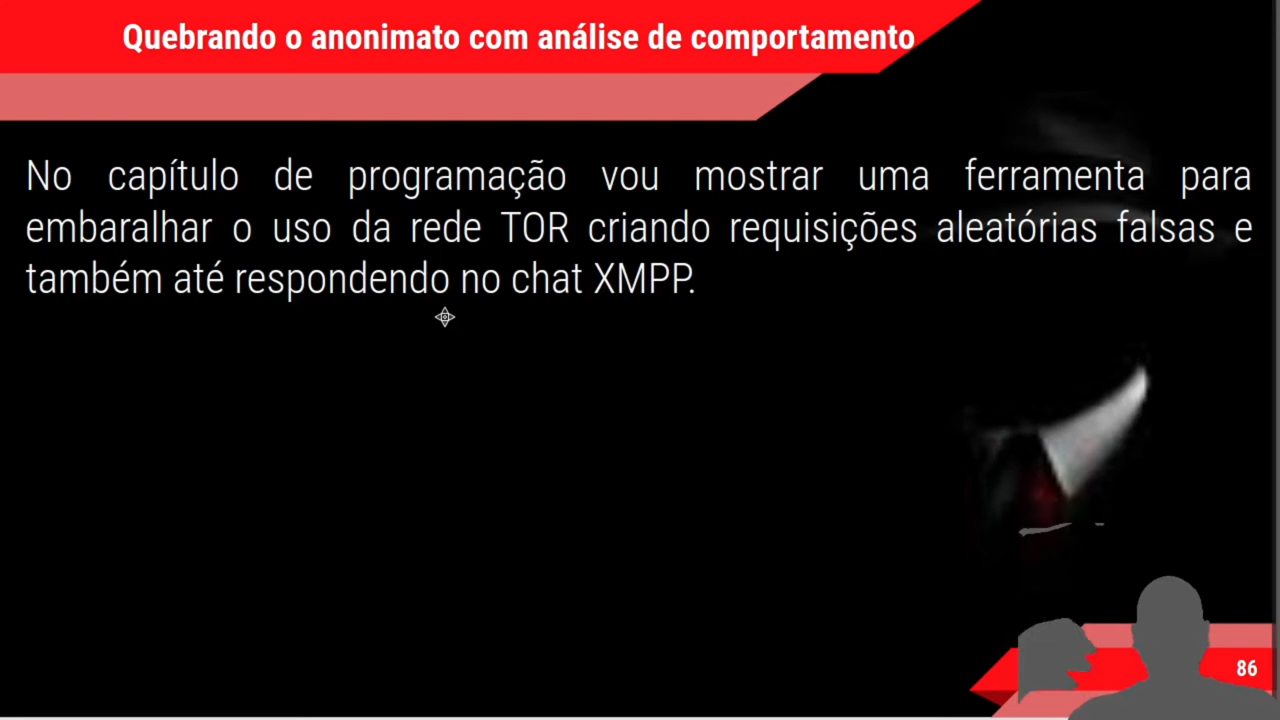 Quebrando o anonimato com análise de comportamento
No capítulo de programação vou mostrar uma ferramenta para
embaralhar o uso da rede TOR criando requisições aleatórias falsas e
também até respondendo no chat XMPP.
86